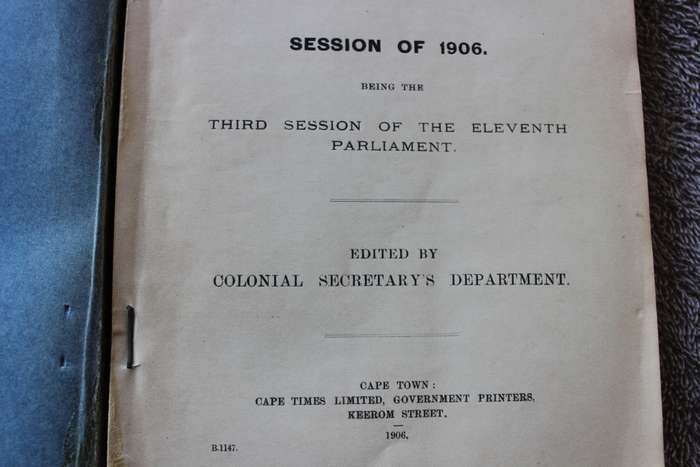 SESSION OF 1906.
BEING THE
THIRD SESSION OF THE ELEVENTH
PARLIAMENT.
EDITED BY
COLONIAL SECRETARY'S DEPARTMENT.
CAPE TOWN:
CAPE TIMES LIMITED, GOVERNMENT PRINTERS,
KEEROM STREET.
1906,
B.1147.